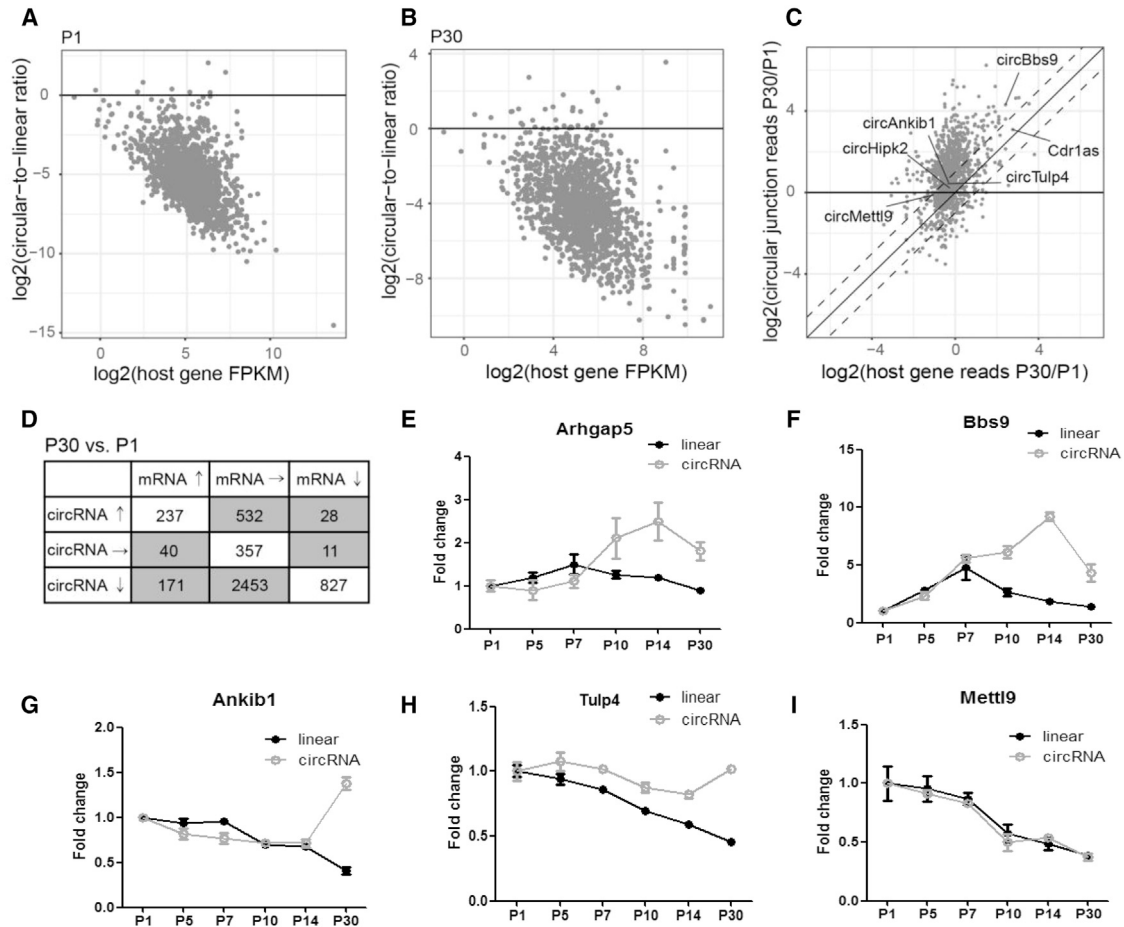 A
P1
log2(circular−to−linear ratio)
0
−5
−10
−15
0
5
10
log2(host gene FPKM)
B
P30
log2(circular−to−linear ratio)
4
0
−4
−8
0
4
8
log2(host gene FPKM)
C
log2(circular junction reads P30/P1)
4
0
−4
circBbs9
circAnkib1
circHipk2
Cdr1as
circTulp4
circMettl9
−4
0
4
log2(host gene reads P30/P1)
D
P30 vs. P1
mRNA ↑ mRNA → mRNA ↓
circRNA ↑ 237 532 28
circRNA → 40 357 11
circRNA ↓ 171 2453 827
E
Arhgap5
linear
circRNA
Fold change
4
3
2
1
0
P1 P5 P7 P10 P14 P30
F
Bbs9
linear
circRNA
Fold change
15
10
5
0
P1 P5 P7 P10 P14 P30
G
Ankib1
linear
circRNA
Fold change
2.0
1.5
1.0
0.5
0.0
P1 P5 P7 P10 P14 P30
H
Tulp4
linear
circRNA
Fold change
1.5
1.0
0.5
0.0
P1 P5 P7 P10 P14 P30
I
Mettl9
linear
circRNA
Fold change
1.5
1.0
0.5
0.0
P1 P5 P7 P10 P14 P30